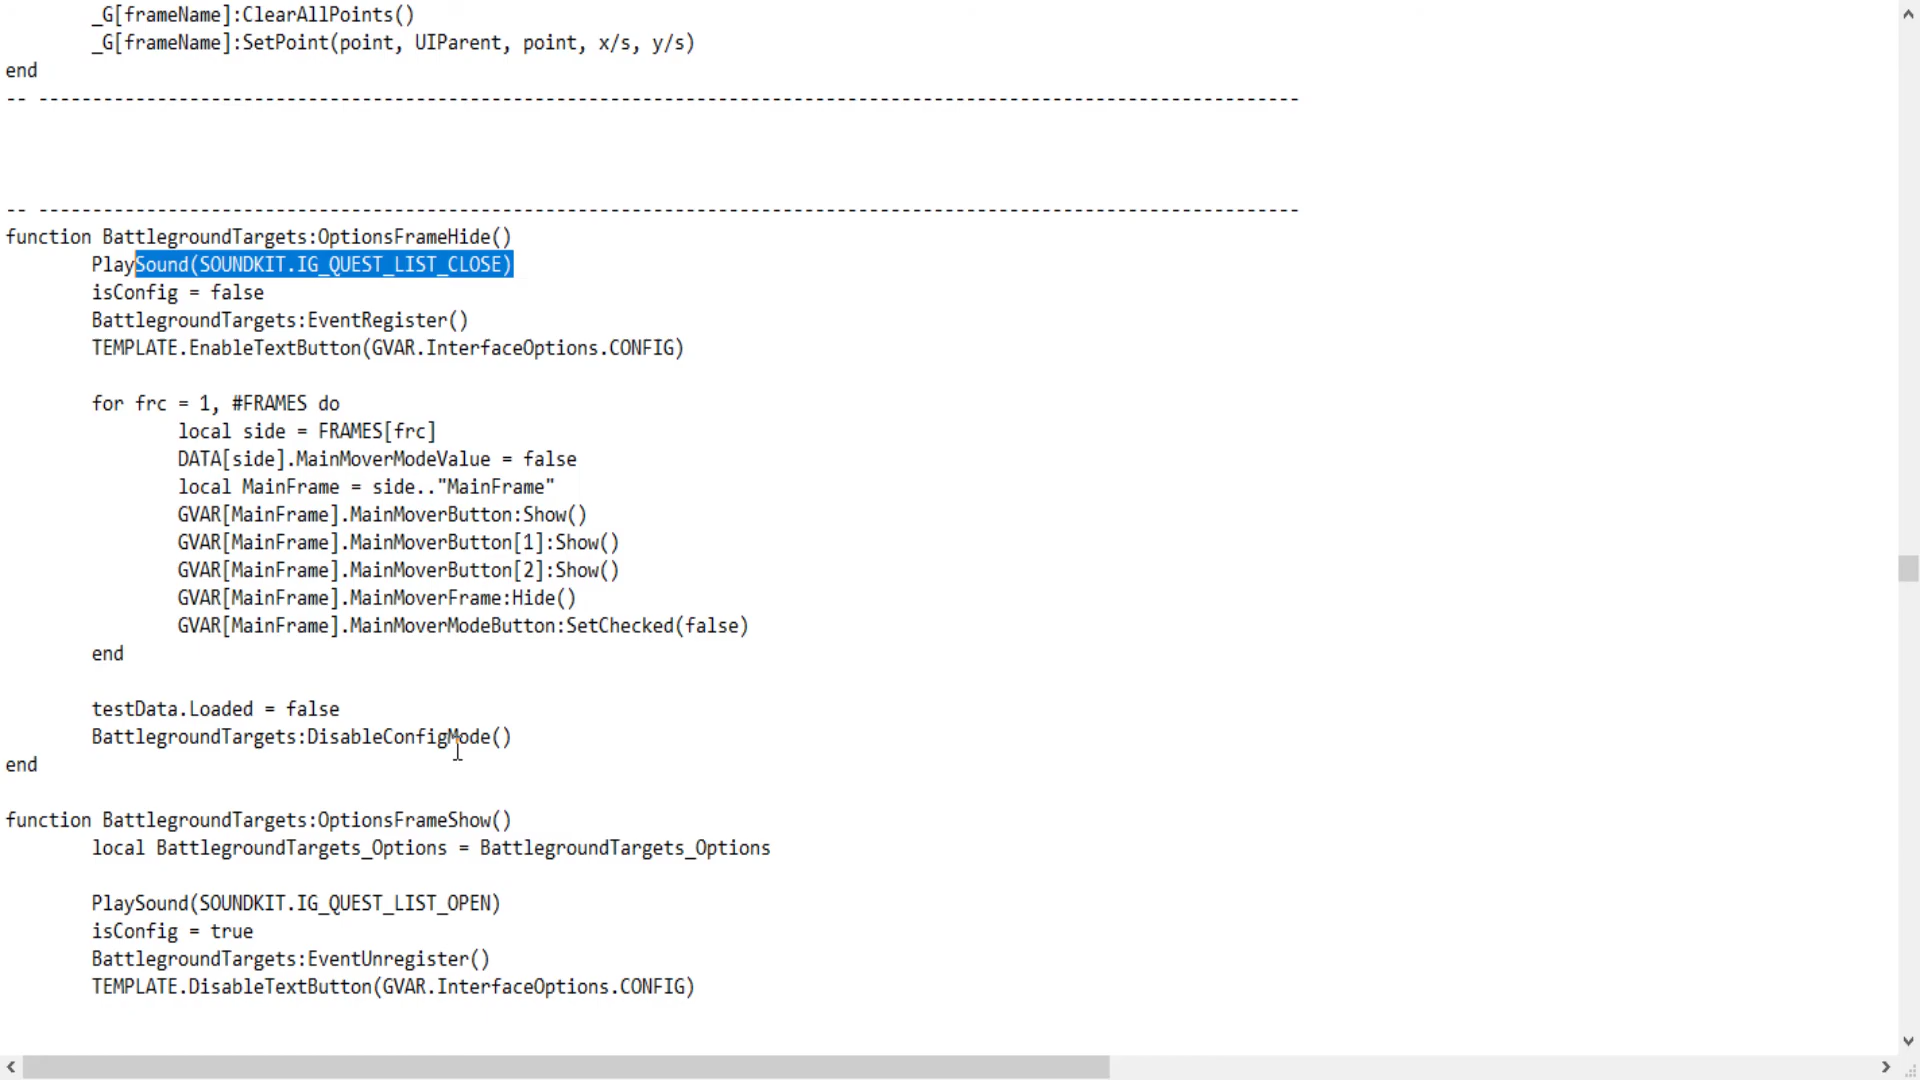 _G[frameName]:ClearAllPoints()
_G[frameName]:SetPoint(point, UIParent, point, x/s, y/s)
end
-- ---------------------------------------------------------------------------------------------------------------------
-- ---------------------------------------------------------------------------------------------------------------------
function BattlegroundTargets:OptionsFrameHide()
PlaySound(SOUNDKIT.IG_QUEST_LIST_CLOSE)
isConfig = false
BattlegroundTargets:EventRegister()
TEMPLATE.EnableTextButton(GVAR.InterfaceOptions.CONFIG)
for frc = 1, #FRAMES do
local side = FRAMES[frc]
DATA[side].MainMoverModeValue = false
local MainFrame = side.."MainFrame"
GVAR[MainFrame].MainMoverButton:Show()
GVAR[MainFrame].MainMoverButton[1]:Show()
GVAR[MainFrame].MainMoverButton[2]:Show()
GVAR[MainFrame].MainMoverFrame:Hide()
GVAR[MainFrame].MainMoverModeButton:SetChecked(false)
end
testData.Loaded = false
BattlegroundTargets:DisableConfigMode()
end
function BattlegroundTargets:OptionsFrameShow()
local BattlegroundTargets_Options = BattlegroundTargets_Options
PlaySound(SOUNDKIT.IG_QUEST_LIST_OPEN)
isConfig = true
BattlegroundTargets:EventUnregister()
TEMPLATE.DisableTextButton(GVAR.InterfaceOptions.CONFIG)